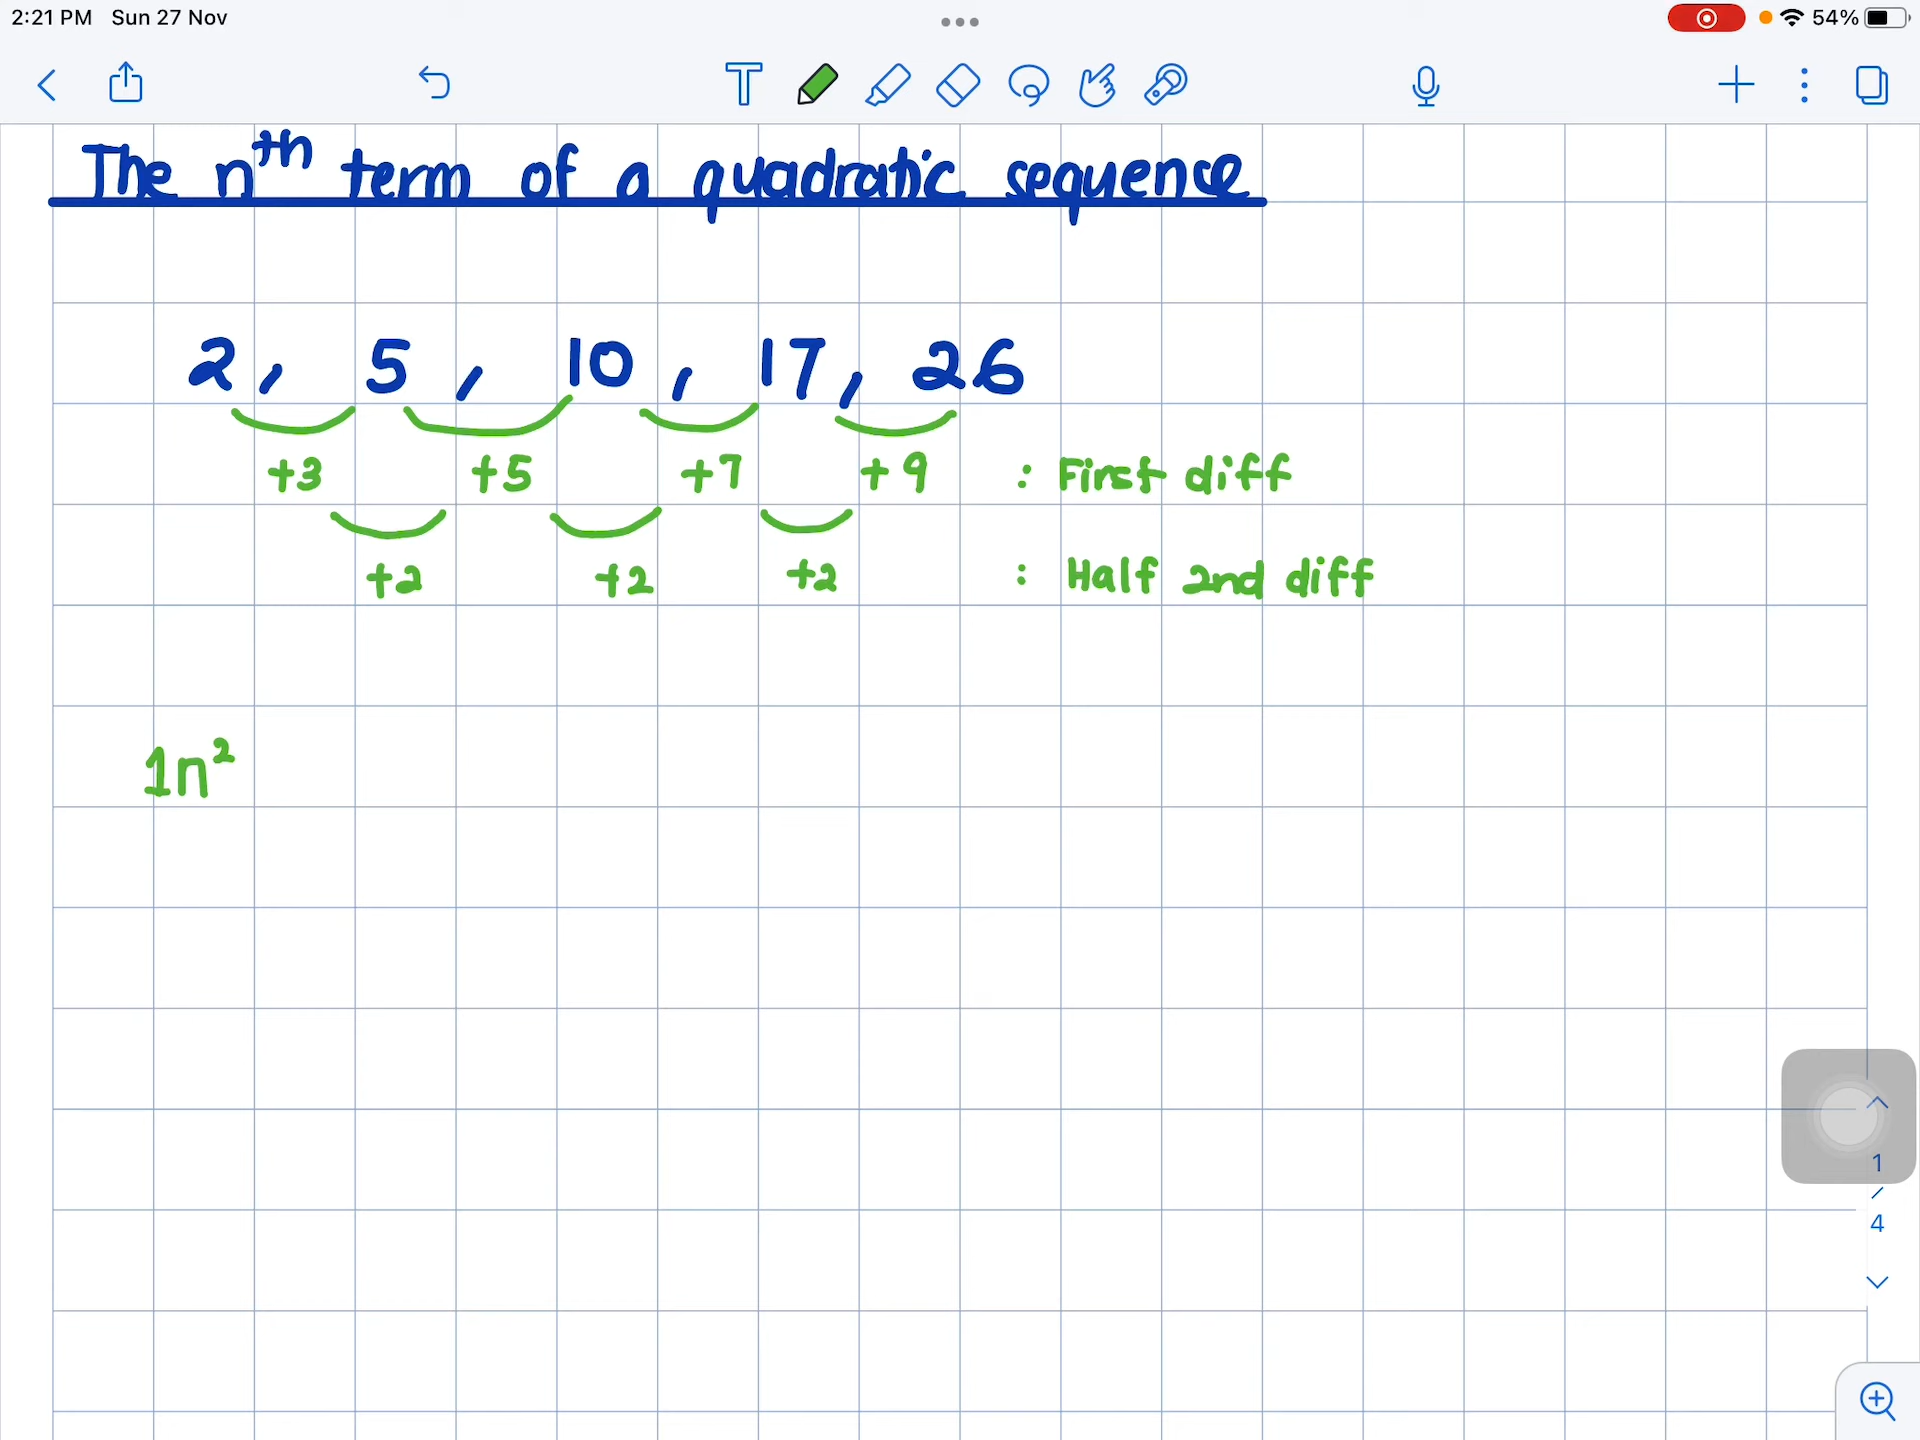 2:21 PM Sun 27 Nov
54%
T
The nth term of a quadratic sequence
2, 5, 10, 17, 26
+3 +5 +7 +9 : First diff
+2 +2 +2 : Half 2nd diff
1n²
1
/
4